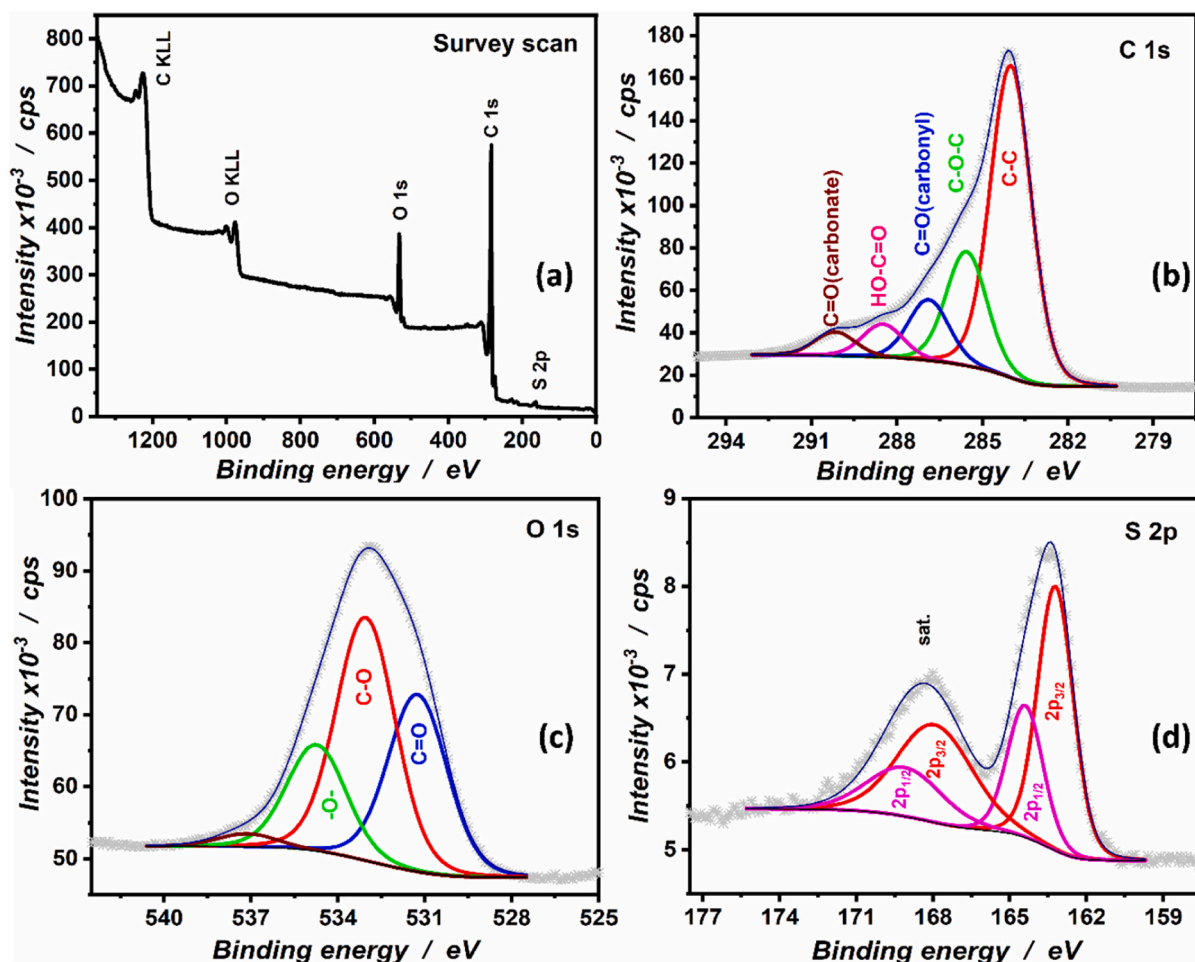 Survey scan
C KLL
O KLL
O 1s
C 1s
S 2p
(a)
800
700
600
500
400
300
200
100
0
1200 1000 800 600 400 200 0
Intensity x10⁻³ / cps
Binding energy / eV
C 1s
C=O(carbonate)
HO-C=O
C=O(carbonyl)
C-O-C
C-C
(b)
180
160
140
120
100
80
60
40
20
0
294 291 288 285 282 279
Intensity x10⁻³ / cps
Binding energy / eV
O 1s
-O-
C-O
C=O
(c)
100
90
80
70
60
50
540 537 534 531 528 525
Intensity x10⁻³ / cps
Binding energy / eV
S 2p
sat.
2p1/2
2p3/2
2p1/2
2p3/2
(d)
9
8
7
6
5
177 174 171 168 165 162 159
Intensity x10⁻³ / cps
Binding energy / eV